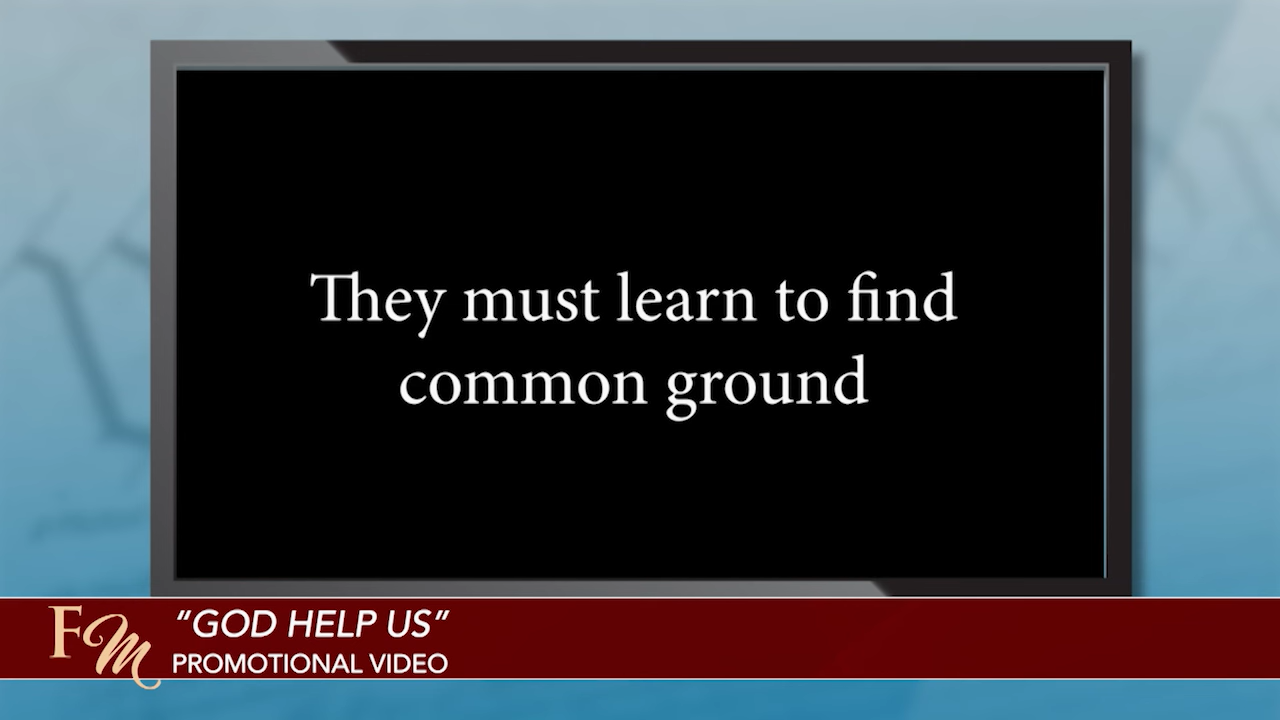 They must learn to find
common ground
FM
“GOD HELP US”
PROMOTIONAL VIDEO